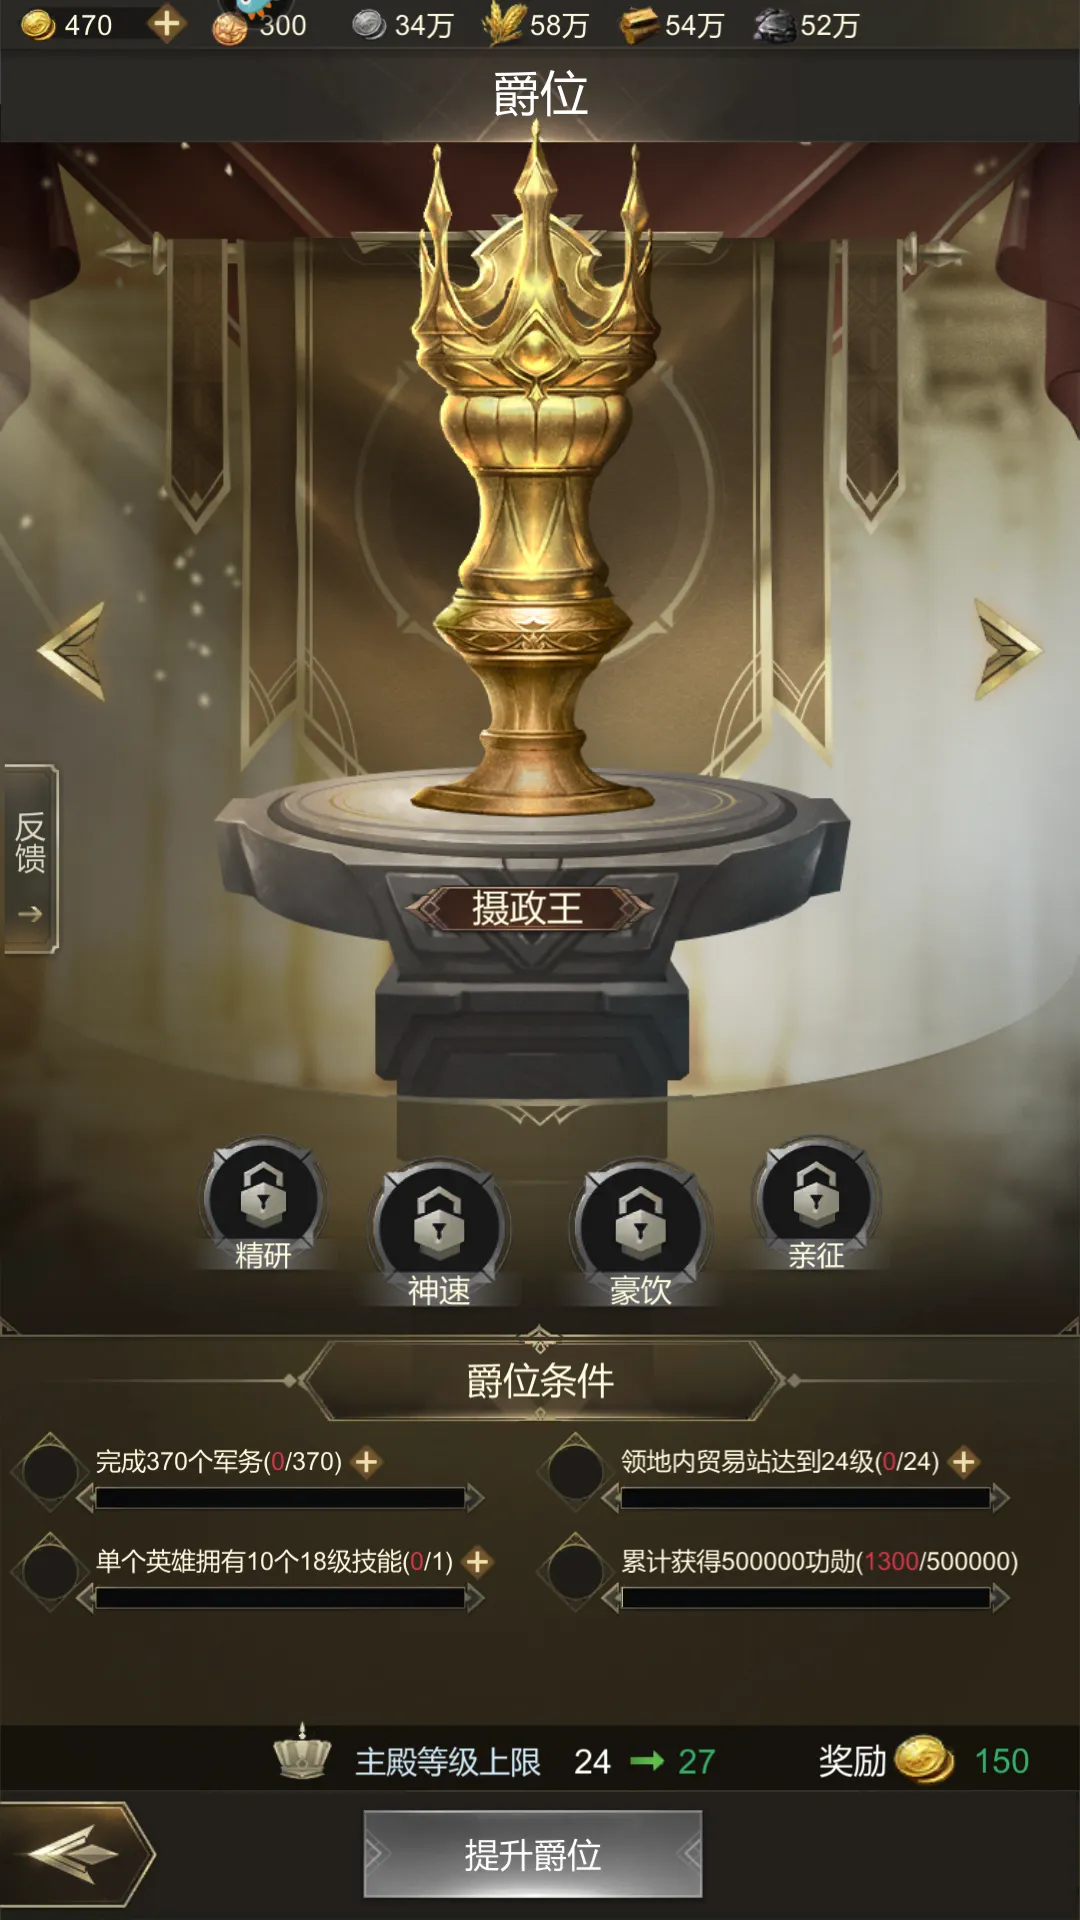 470 300 34万 58万 54万 52万
爵位
反馈
摄政王
精研 神速 豪饮 亲征
爵位条件
完成370个军务(0/370)
领地内贸易站达到24级(0/24)
单个英雄拥有10个18级技能(0/1)
累计获得500000功勋(1300/500000)
主殿等级上限 24 → 27 奖励 150
提升爵位